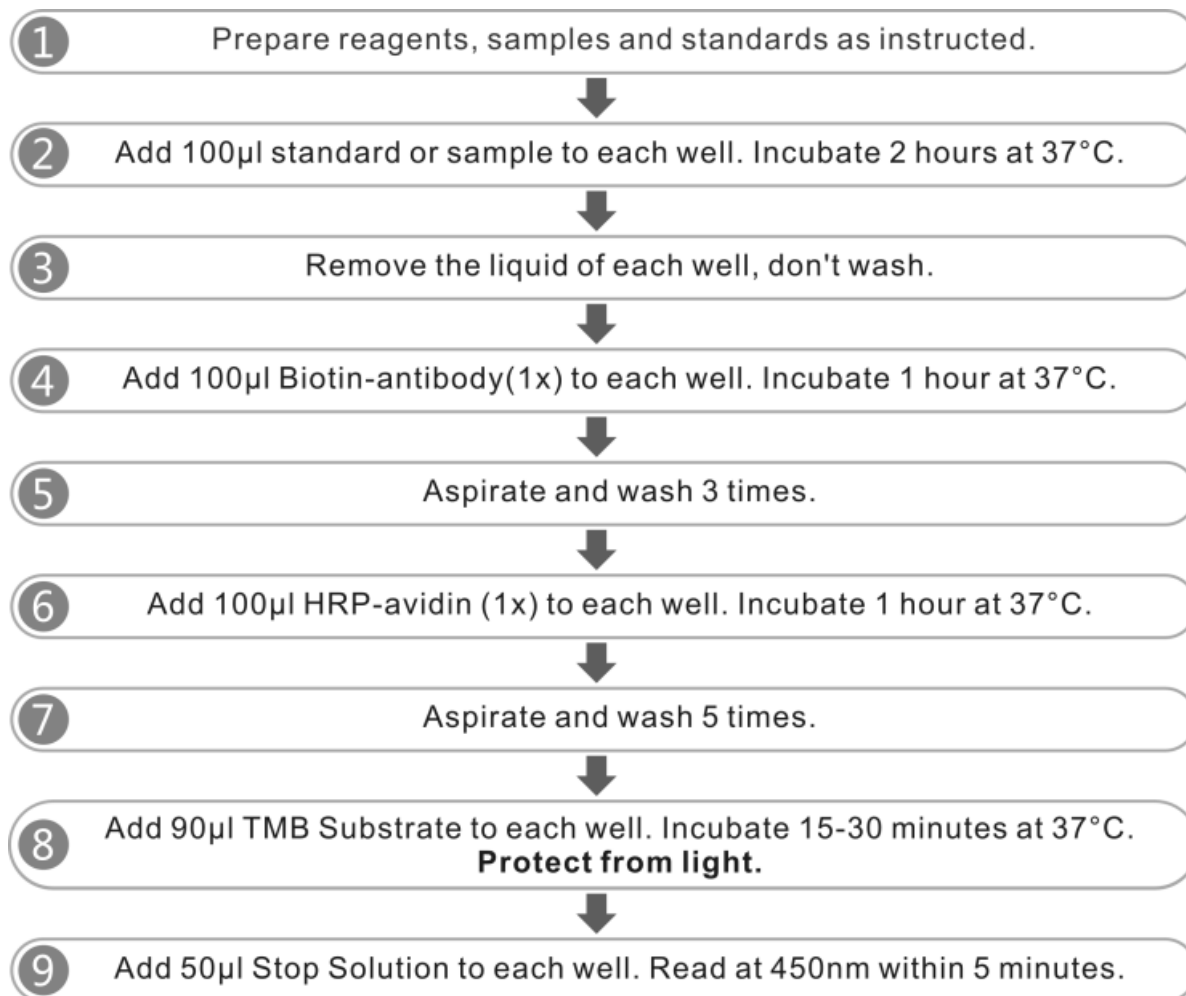 1 Prepare reagents, samples and standards as instructed.
2 Add 100µl standard or sample to each well. Incubate 2 hours at 37°C.
3 Remove the liquid of each well, don't wash.
4 Add 100µl Biotin-antibody(1x) to each well. Incubate 1 hour at 37°C.
5 Aspirate and wash 3 times.
6 Add 100µl HRP-avidin (1x) to each well. Incubate 1 hour at 37°C.
7 Aspirate and wash 5 times.
8 Add 90µl TMB Substrate to each well. Incubate 15-30 minutes at 37°C.
Protect from light.
9 Add 50µl Stop Solution to each well. Read at 450nm within 5 minutes.